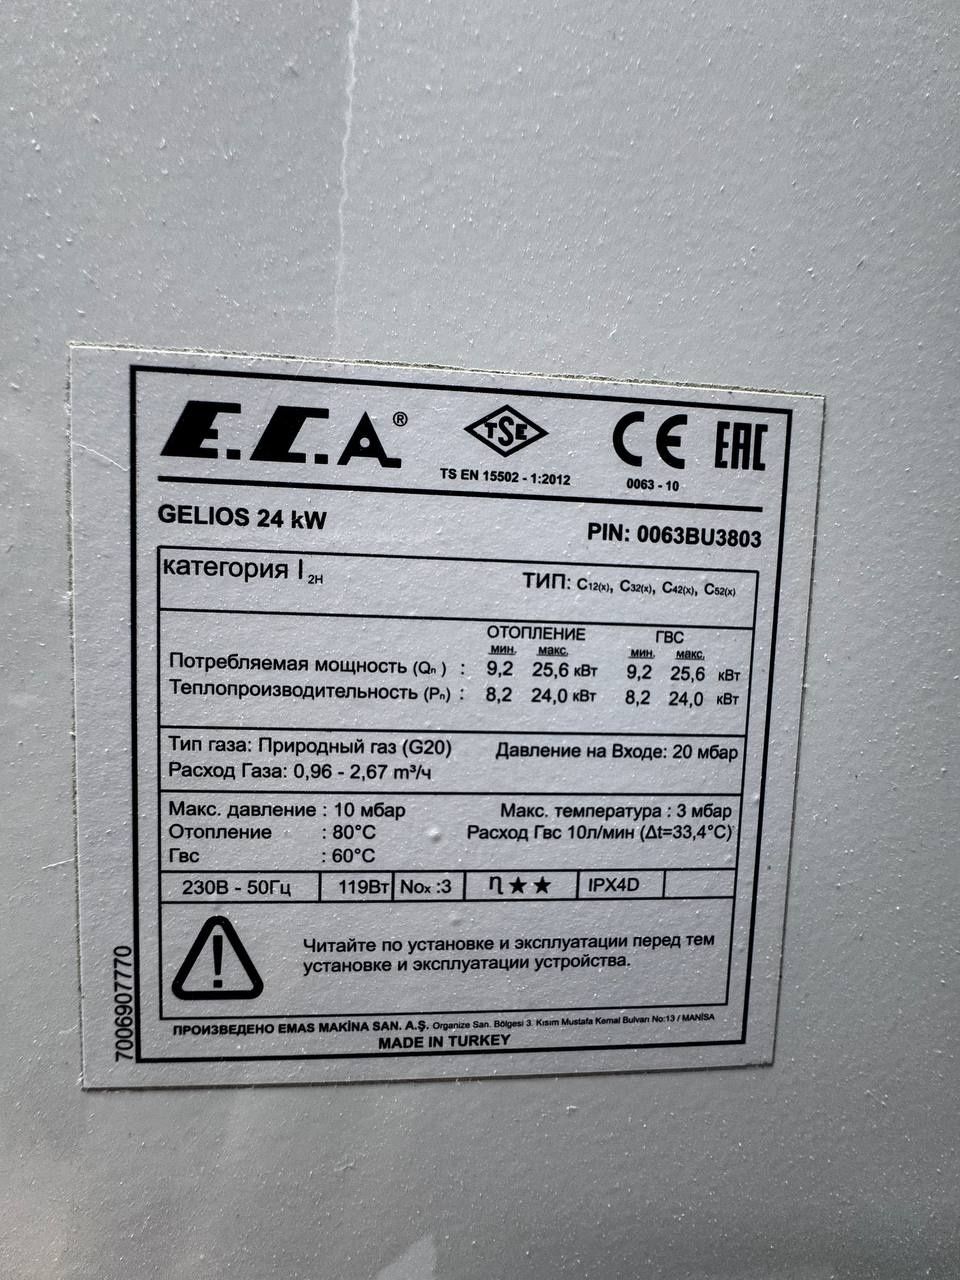 E.C.A.®
TSE
TS EN 15502 - 1:2012
CE
0063 - 10
EAC
GELIOS 24 kW
PIN: 0063BU3803
категория I 2H
ТИП: C12(x), C32(x), C42(x), C52(x)
ОТОПЛЕНИЕ ГВС
мин. макс. мин. макс.
Потребляемая мощность (Qn) : 9,2 25,6 кВт 9,2 25,6 кВт
Теплопроизводительность (Pn) : 8,2 24,0 кВт 8,2 24,0 кВт
Тип газа: Природный газ (G20) Давление на Входе: 20 мбар
Расход Газа: 0,96 - 2,67 m³/ч
Макс. давление : 10 мбар Макс. температура : 3 мбар
Отопление : 80°C Расход Гвс 10л/мин (Δt=33,4°C)
Гвс : 60°C
230В - 50Гц 119Вт Nox :3 η★★ IPX4D
Читайте по установке и эксплуатации перед тем
установке и эксплуатации устройства.
ПРОИЗВЕДЕНО EMAS MAKİNA SAN. A.Ş. Organize San. Bölgesi 3. Kısım Mustafa Kemal Bulvarı No:13 / MANİSA
MADE IN TURKEY
7006907770